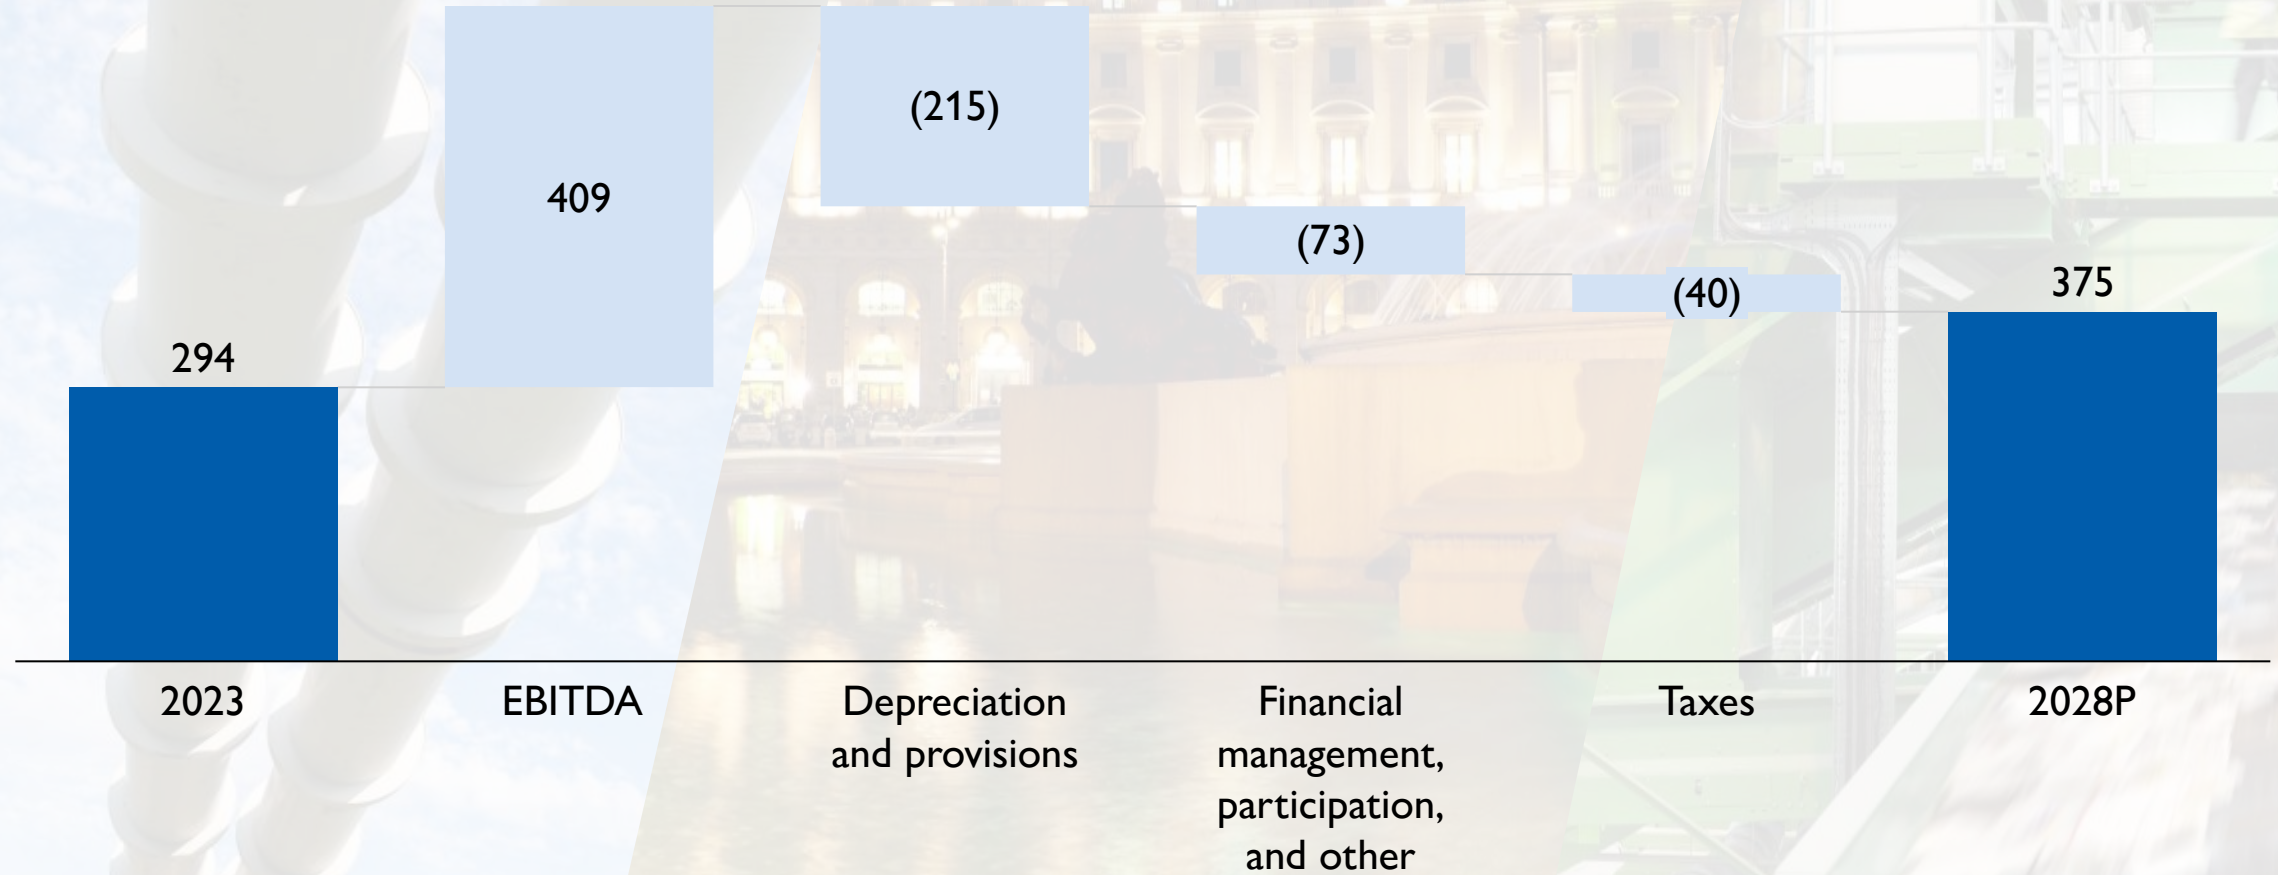 409
(215)
(73)
(40)
375
294
2023
EBITDA
Depreciation
and provisions
Financial
management,
participation,
and other
Taxes
2028P